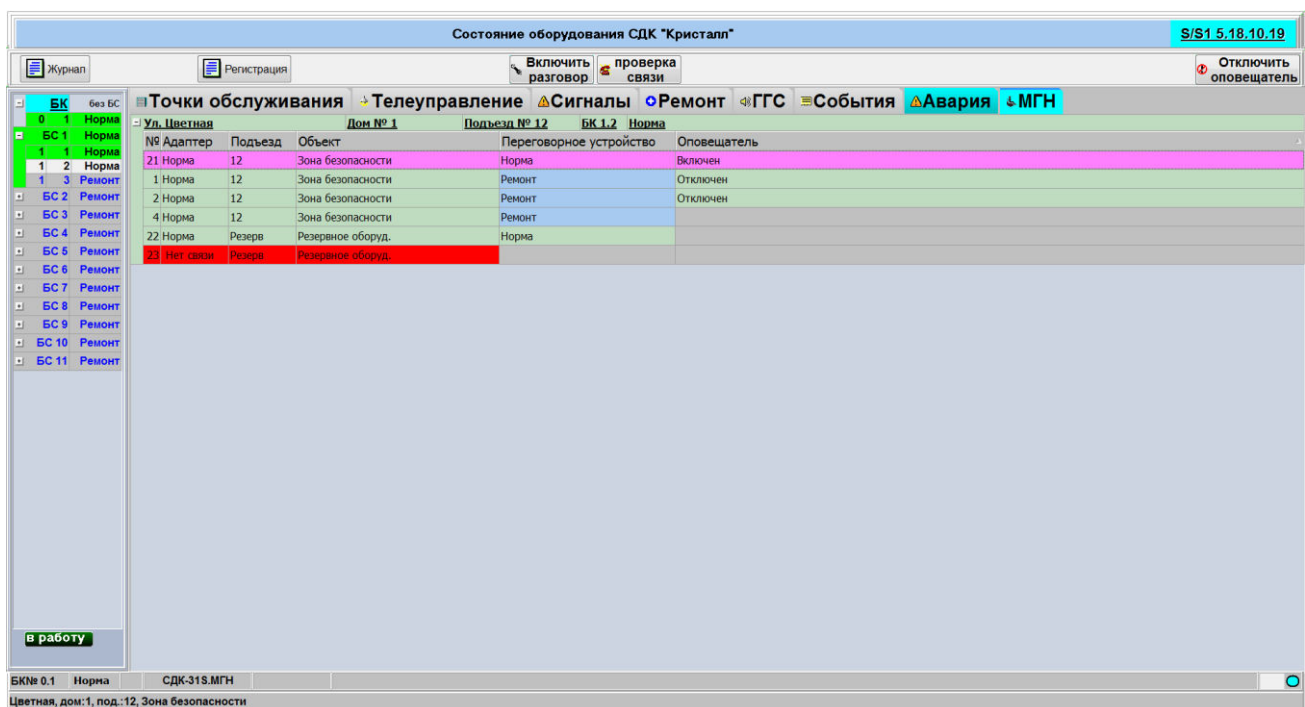 Состояние оборудования СДК "Кристалл"
S/S1 5.18.10.19
Журнал
Регистрация
Включить разговор
проверка связи
Отключить оповещатель
БК без БС
0 1 Норма
БС 1 Норма
1 1 Норма
1 2 Норма
1 3 Ремонт
БС 2 Ремонт
БС 3 Ремонт
БС 4 Ремонт
БС 5 Ремонт
БС 6 Ремонт
БС 7 Ремонт
БС 8 Ремонт
БС 9 Ремонт
БС 10 Ремонт
БС 11 Ремонт
в работу
Точки обслуживания Телеуправление Сигналы Ремонт ГГС События Авария МГН
Ул. Цветная Дом № 1 Подъезд № 12 БК 1.2 Норма
№ Адаптер Подъезд Объект Переговорное устройство Оповещатель
21 Норма 12 Зона безопасности Норма Включен
1 Норма 12 Зона безопасности Ремонт Отключен
2 Норма 12 Зона безопасности Ремонт Отключен
4 Норма 12 Зона безопасности Ремонт
22 Норма Резерв Резервное оборуд. Норма
23 Нет связи Резерв Резервное оборуд.
БК№ 0.1 Норма СДК-31S.МГН
Цветная, дом:1, под.:12, Зона безопасности